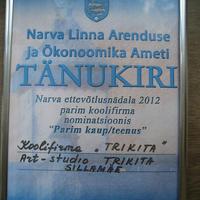 Narva Linna Arenduse
ja Ökonoomika Ameti
TÄNUKIRI
Narva ettevõtlusnädala 2012
parim koolifirma
nominatsioonis
"Parim kaup/teenus"
Koolifirma „TRIKITA"
Art-studio TRIKITA
SILLAMÄE